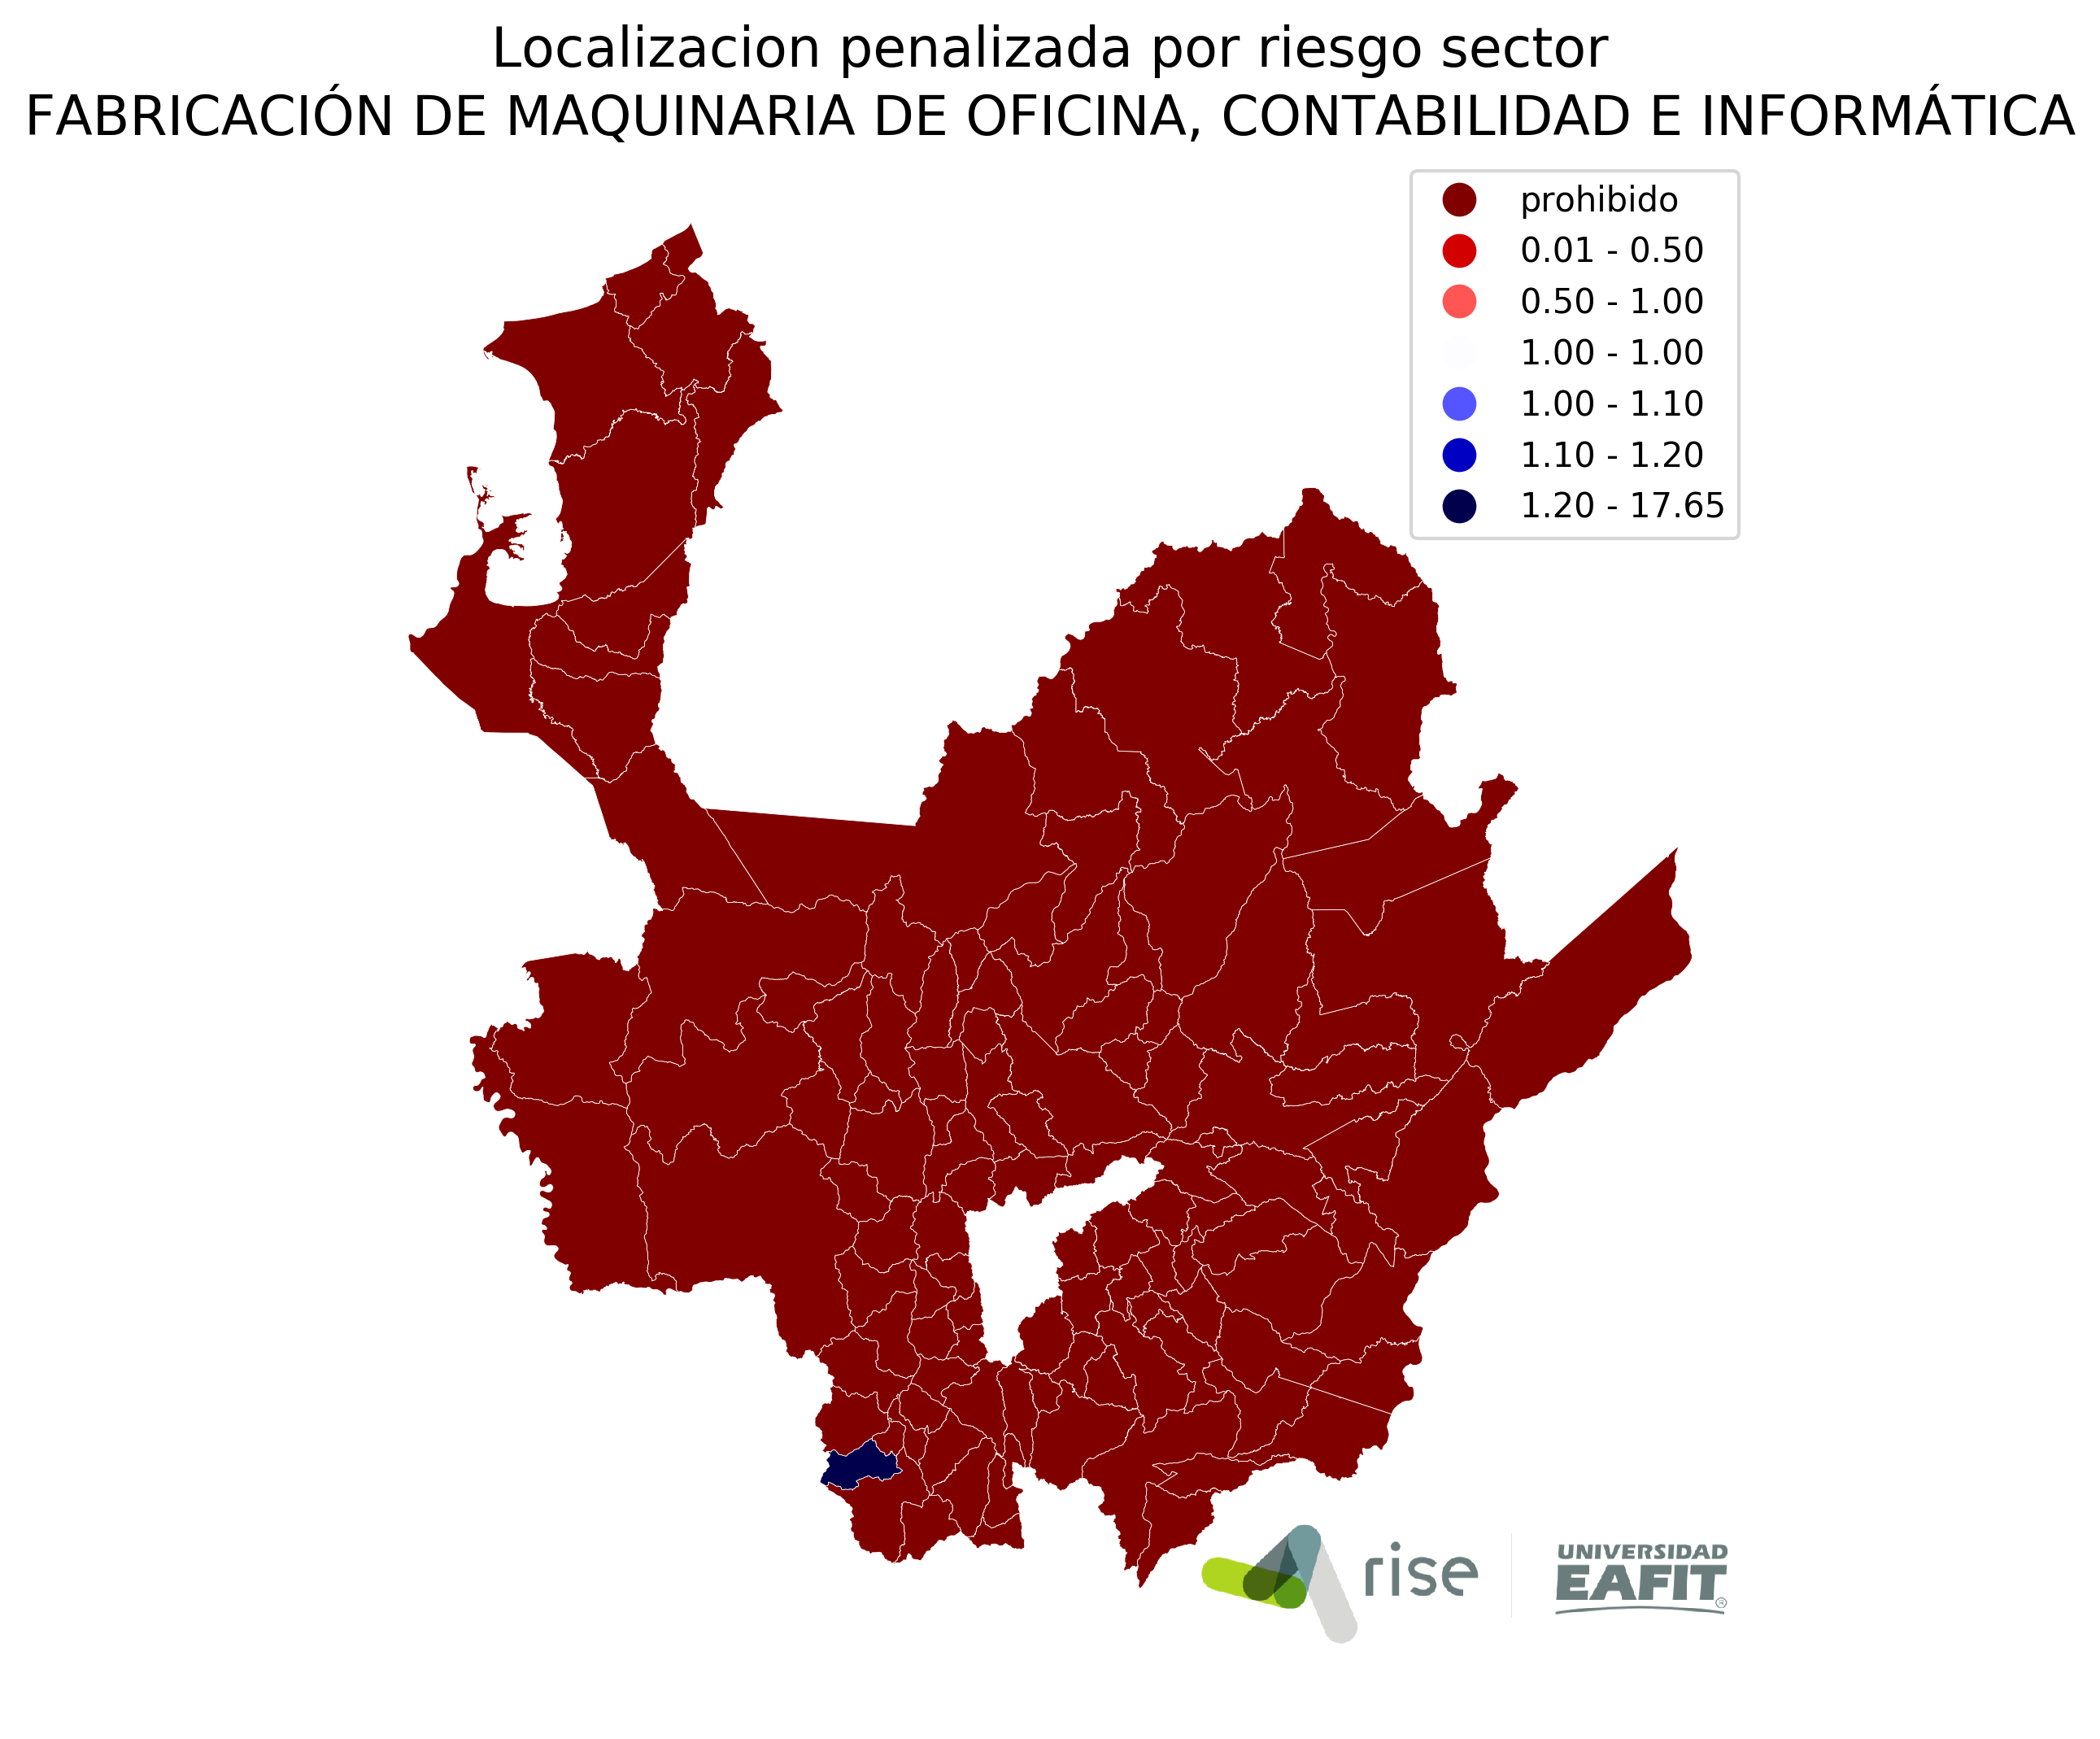 Localizacion penalizada por riesgo sector
FABRICACIÓN DE MAQUINARIA DE OFICINA, CONTABILIDAD E INFORMÁTICA
prohibido
0.01 - 0.50
0.50 - 1.00
1.00 - 1.00
1.00 - 1.10
1.10 - 1.20
1.20 - 17.65
rise
UNIVERSIDAD
EAFIT®